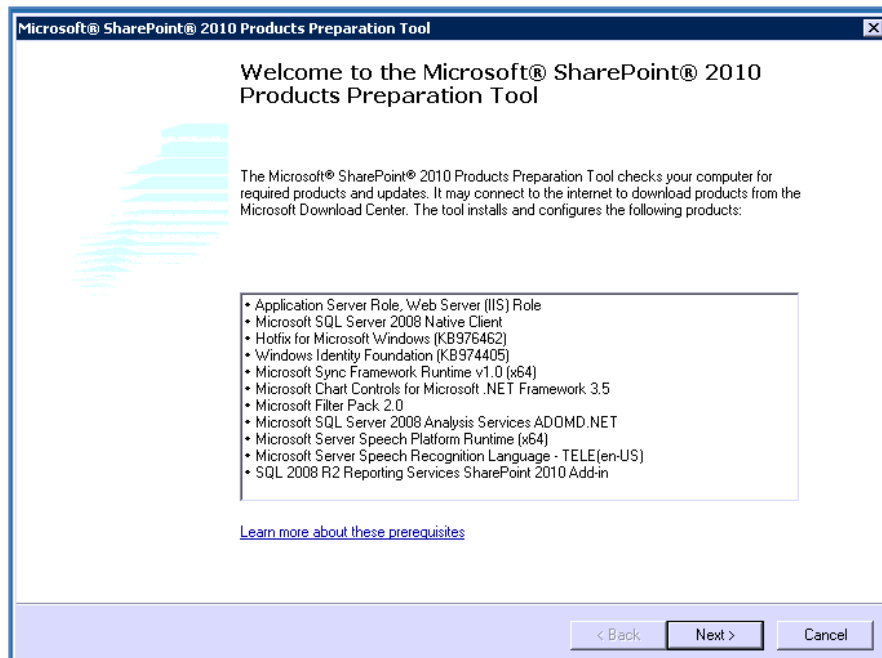 Microsoft® SharePoint® 2010 Products Preparation Tool
Welcome to the Microsoft® SharePoint® 2010
Products Preparation Tool
The Microsoft® SharePoint® 2010 Products Preparation Tool checks your computer for
required products and updates. It may connect to the internet to download products from the
Microsoft Download Center. The tool installs and configures the following products:
• Application Server Role, Web Server (IIS) Role
• Microsoft SQL Server 2008 Native Client
• Hotfix for Microsoft Windows (KB976462)
• Windows Identity Foundation (KB974405)
• Microsoft Sync Framework Runtime v1.0 (x64)
• Microsoft Chart Controls for Microsoft .NET Framework 3.5
• Microsoft Filter Pack 2.0
• Microsoft SQL Server 2008 Analysis Services ADOMD.NET
• Microsoft Server Speech Platform Runtime (x64)
• Microsoft Server Speech Recognition Language - TELE(en-US)
• SQL 2008 R2 Reporting Services SharePoint 2010 Add-in
Learn more about these prerequisites
< Back Next > Cancel